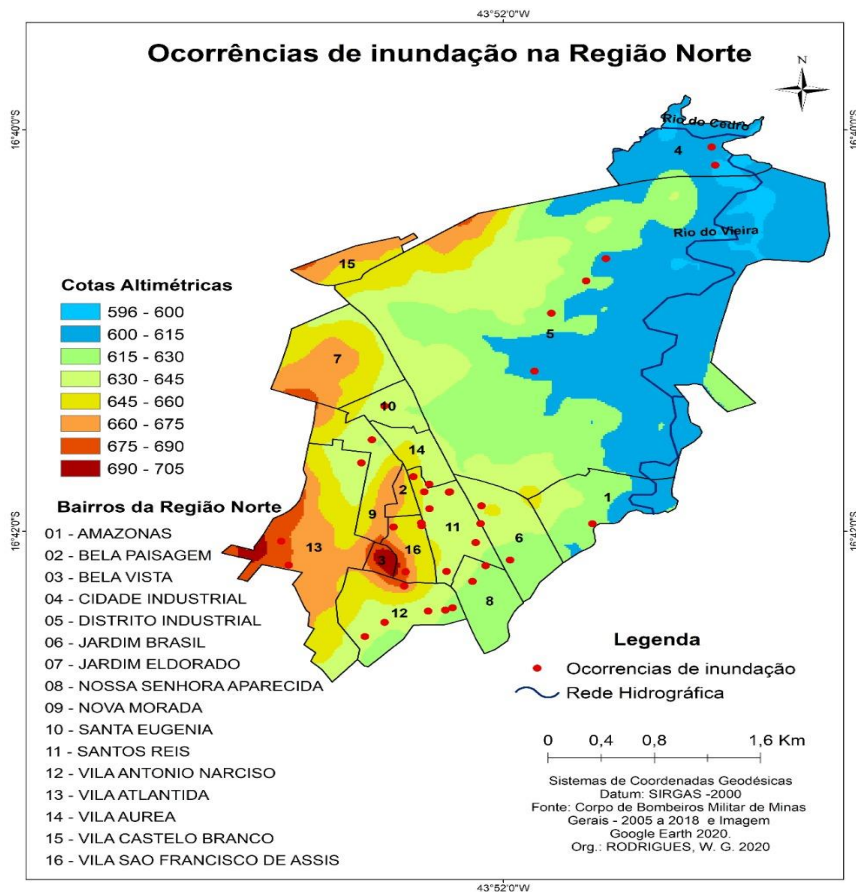 43°52'0"W
Ocorrências de inundação na Região Norte
N
16°40'0"S
16°40'0"S
Rio do Cedro
4
Rio do Vieira
15
Cotas Altimétricas
596 - 600
600 - 615
615 - 630
630 - 645
645 - 660
660 - 675
675 - 690
690 - 705
5
7
10
14
2
1
9
11
6
16°42'0"S
16°42'0"S
13
16
3
12
8
Bairros da Região Norte
01 - AMAZONAS
02 - BELA PAISAGEM
03 - BELA VISTA
04 - CIDADE INDUSTRIAL
05 - DISTRITO INDUSTRIAL
06 - JARDIM BRASIL
07 - JARDIM ELDORADO
08 - NOSSA SENHORA APARECIDA
09 - NOVA MORADA
10 - SANTA EUGENIA
11 - SANTOS REIS
12 - VILA ANTONIO NARCISO
13 - VILA ATLANTIDA
14 - VILA AUREA
15 - VILA CASTELO BRANCO
16 - VILA SAO FRANCISCO DE ASSIS
Legenda
Ocorrencias de inundação
Rede Hidrográfica
0 0,4 0,8 1,6 Km
Sistemas de Coordenadas Geodésicas
Datum: SIRGAS -2000
Fonte: Corpo de Bombeiros Militar de Minas
Gerais - 2005 a 2018 e Imagem
Google Earth 2020.
Org.: RODRIGUES, W. G. 2020
43°52'0"W